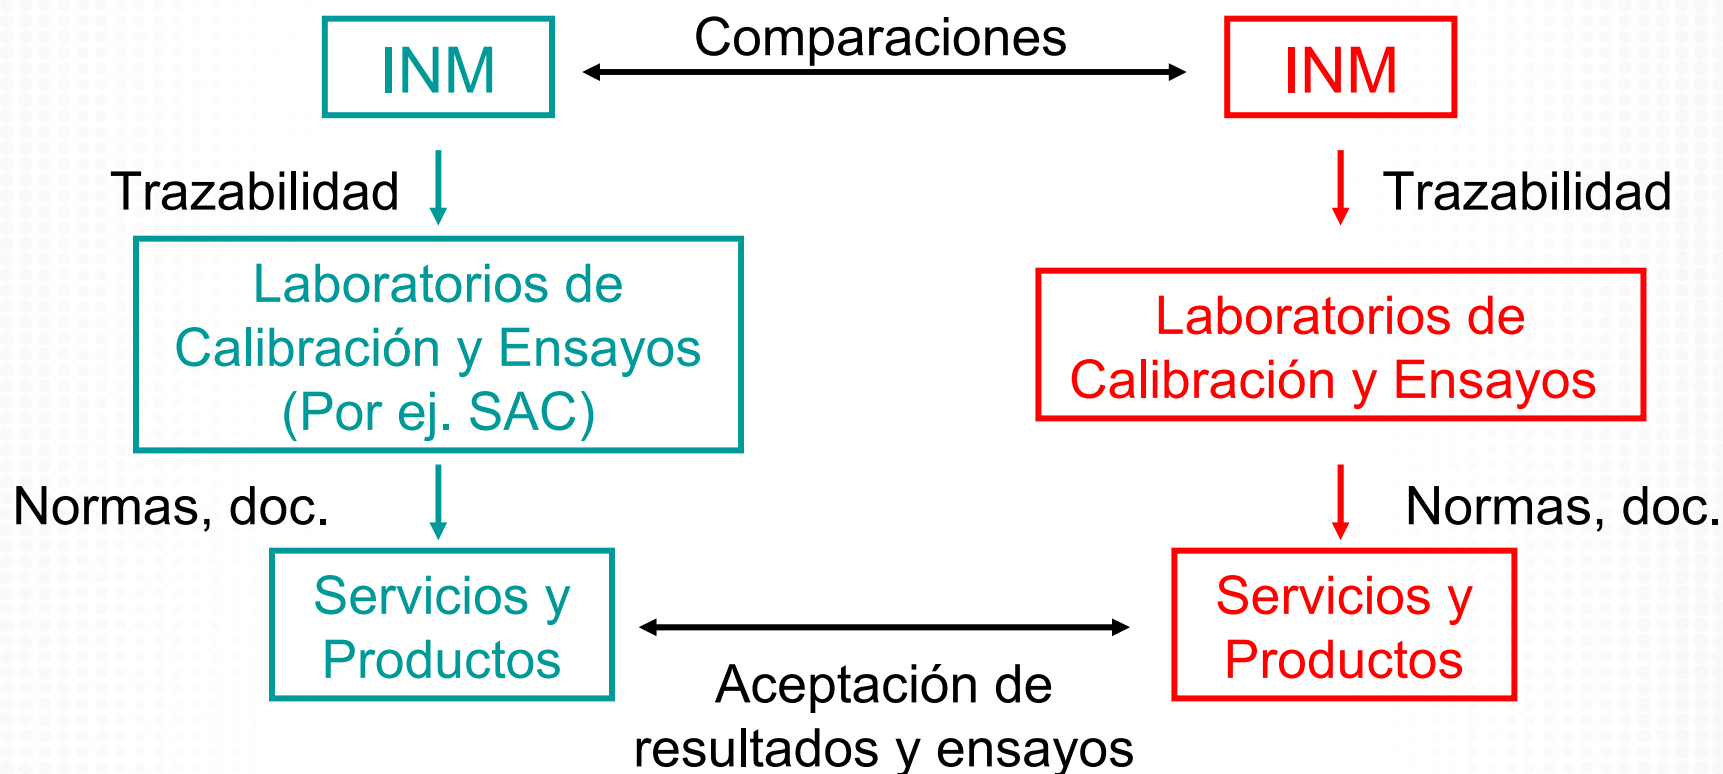 INM
Comparaciones
INM
Trazabilidad
Trazabilidad
Laboratorios de
Calibración y Ensayos
(Por ej. SAC)
Laboratorios de
Calibración y Ensayos
Normas, doc.
Normas, doc.
Servicios y
Productos
Servicios y
Productos
Aceptación de
resultados y ensayos